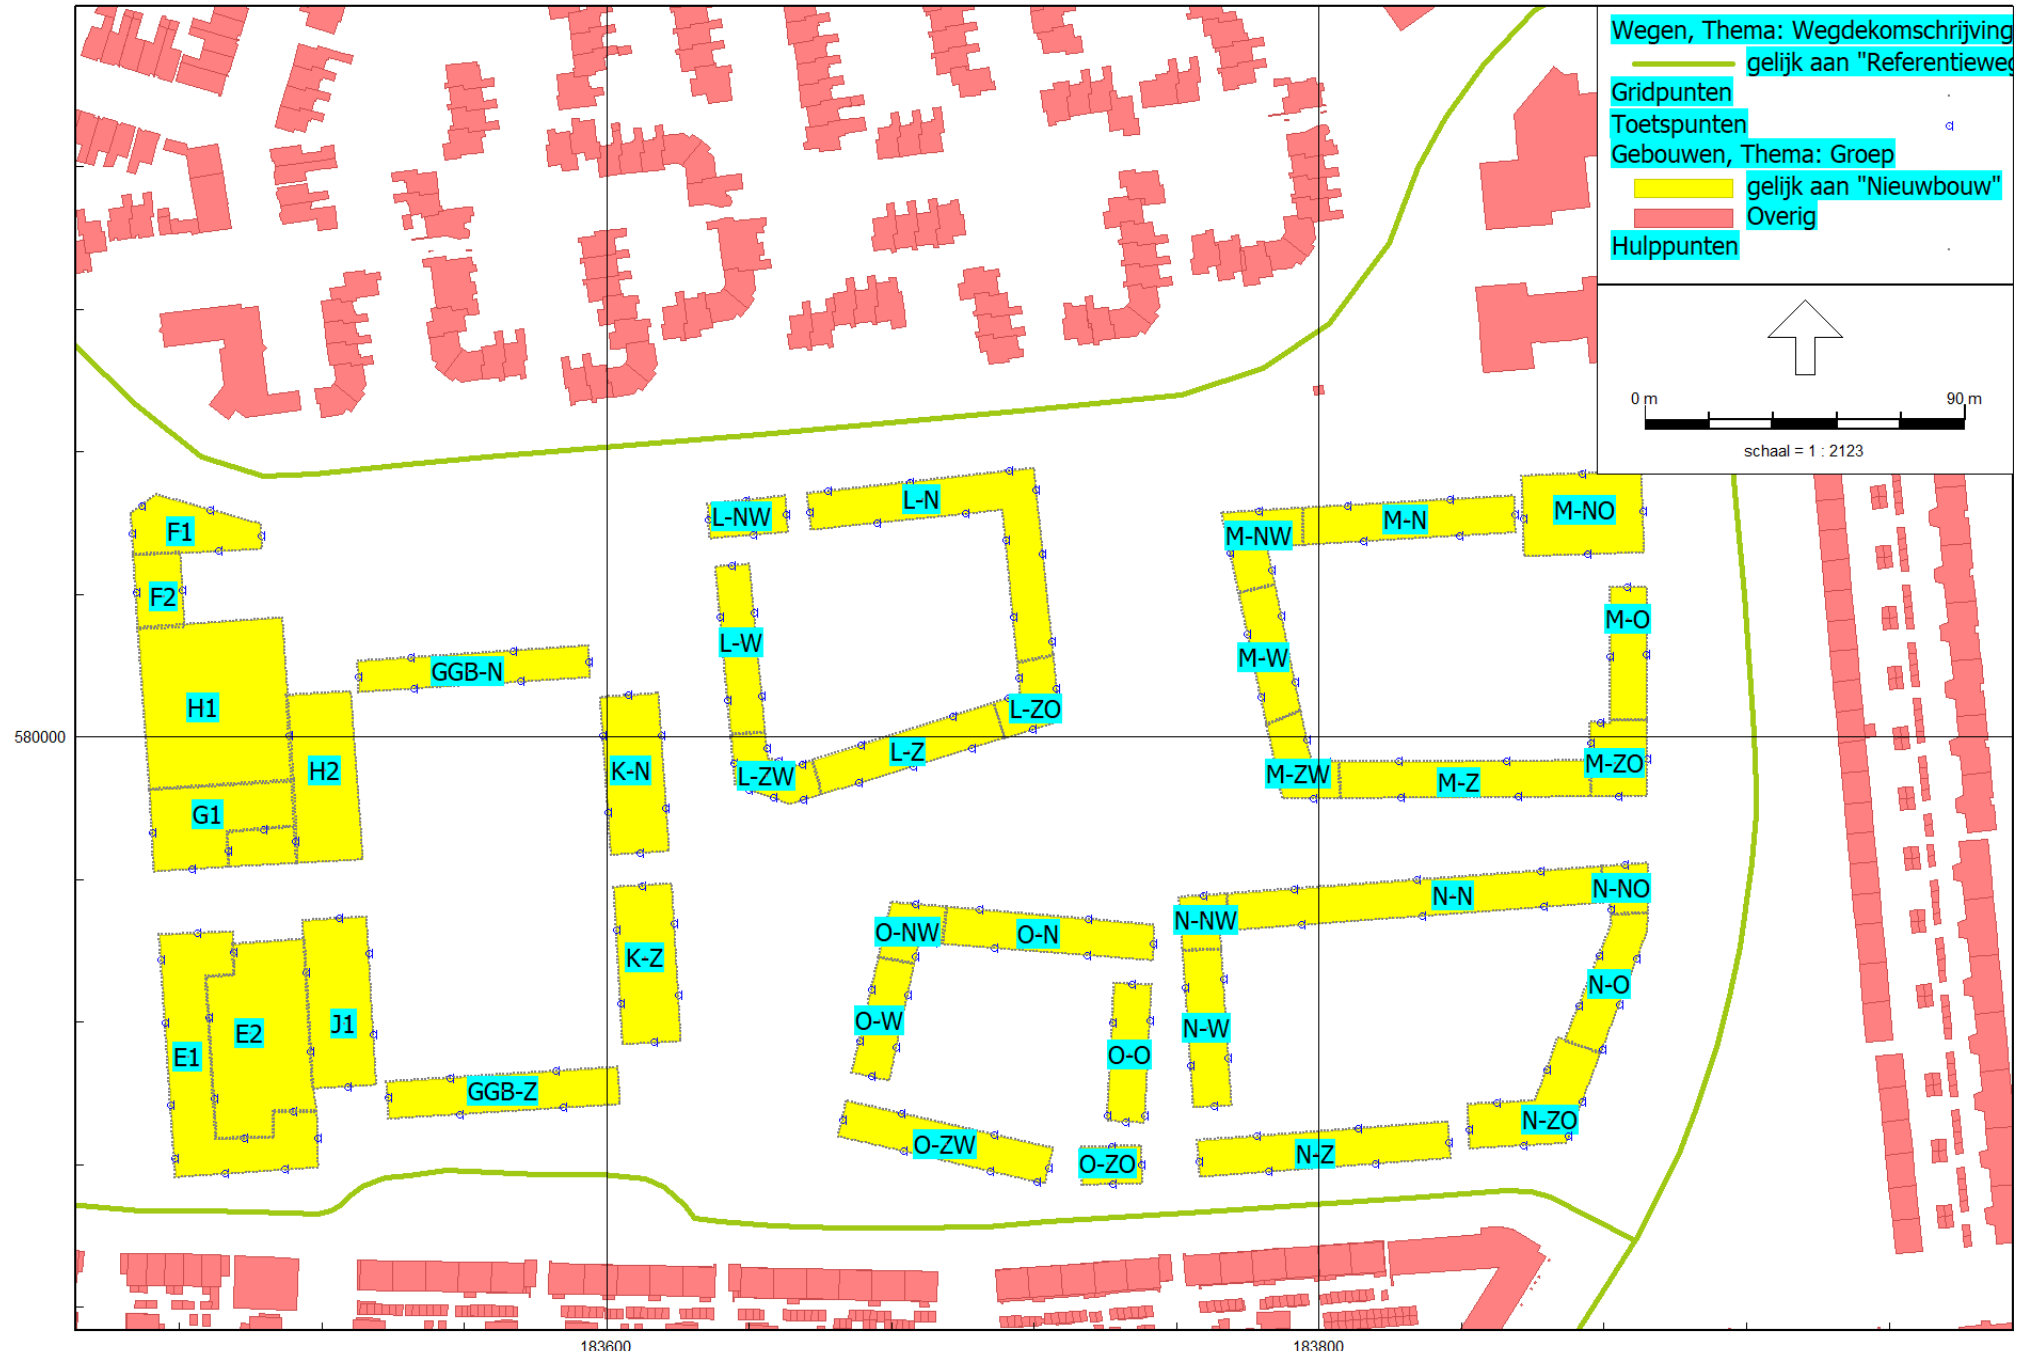 Wegen, Thema: Wegdekomschrijving
gelijk aan "Referentieweg
Gridpunten
Toetspunten
Gebouwen, Thema: Groep
gelijk aan "Nieuwbouw"
Overig
Hulppunten
0 m 90 m
schaal = 1 : 2123
L-N
L-NW
M-NO
M-N
F1
M-NW
F2
M-O
L-W
M-W
GGB-N
H1
L-ZO
580000
L-Z
M-ZO
H2
K-N
L-ZW
M-ZW
M-Z
G1
N-NO
N-N
N-NW
O-NW
O-N
K-Z
N-O
O-W
J1
N-W
E2
E1
O-O
GGB-Z
N-ZO
O-ZW
N-Z
O-ZO
183600 183800